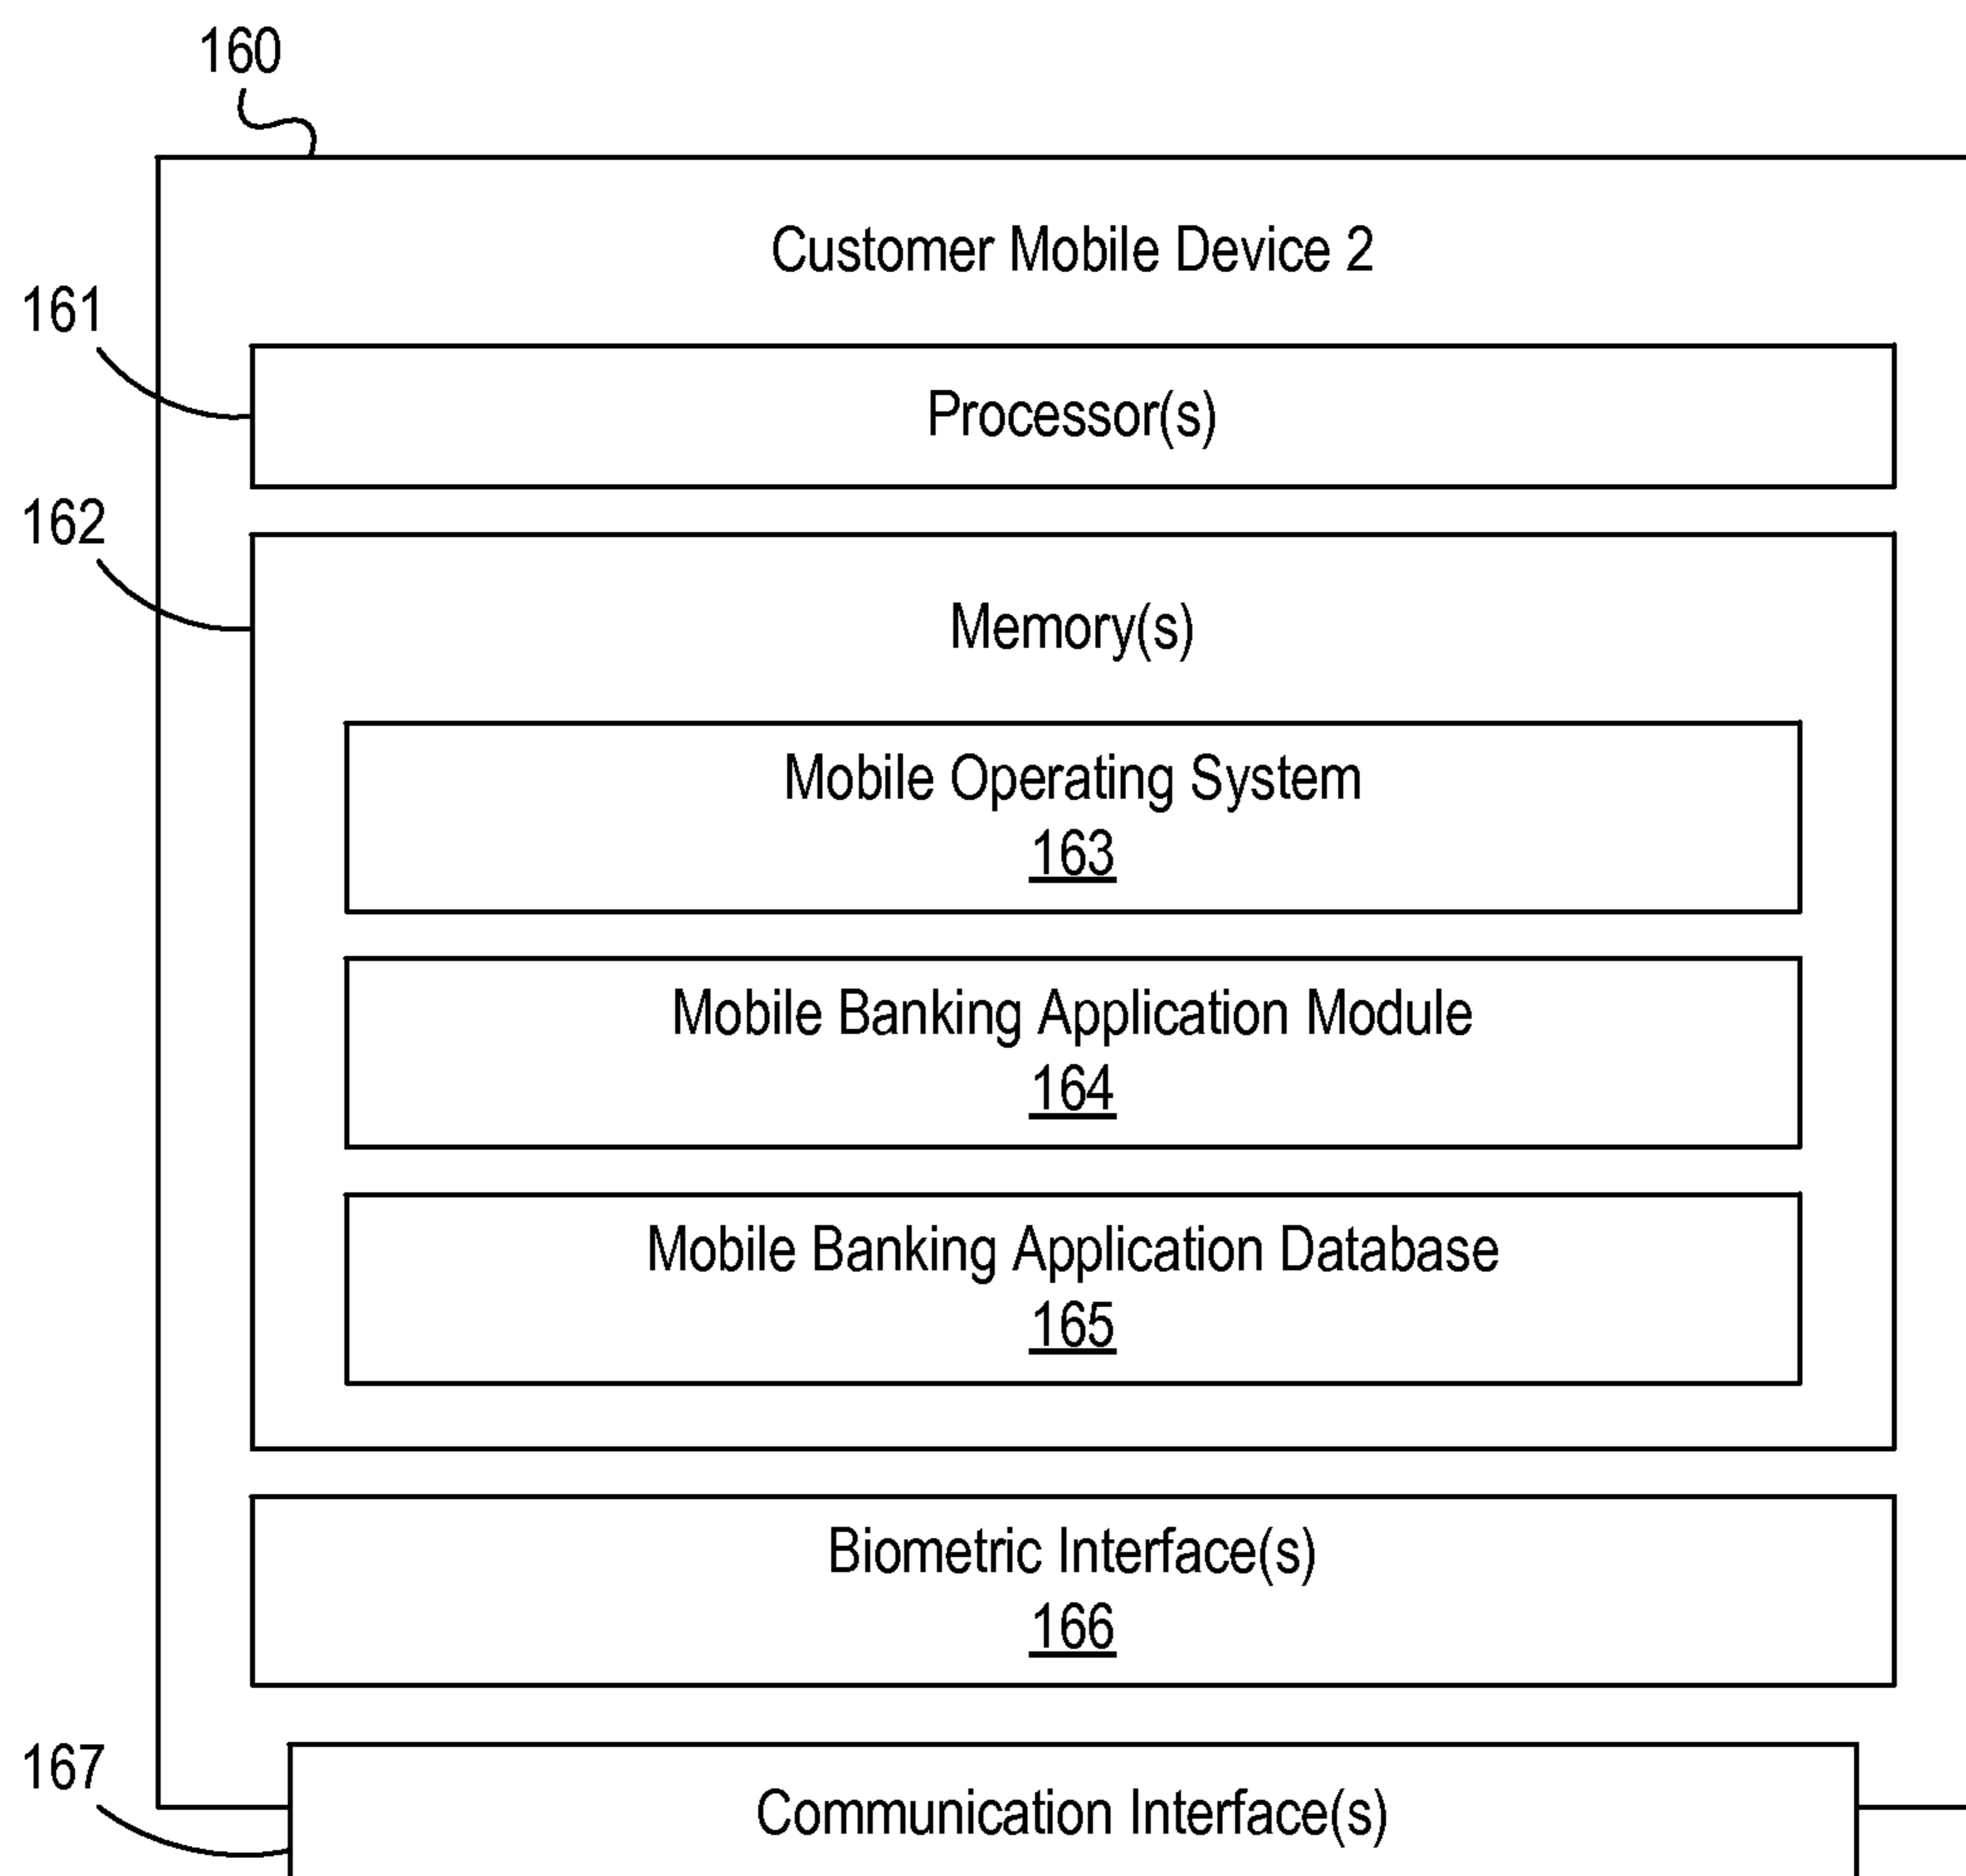 160
Customer Mobile Device 2
161
Processor(s)
162
Memory(s)
Mobile Operating System
163
Mobile Banking Application Module
164
Mobile Banking Application Database
165
Biometric Interface(s)
166
167
Communication Interface(s)